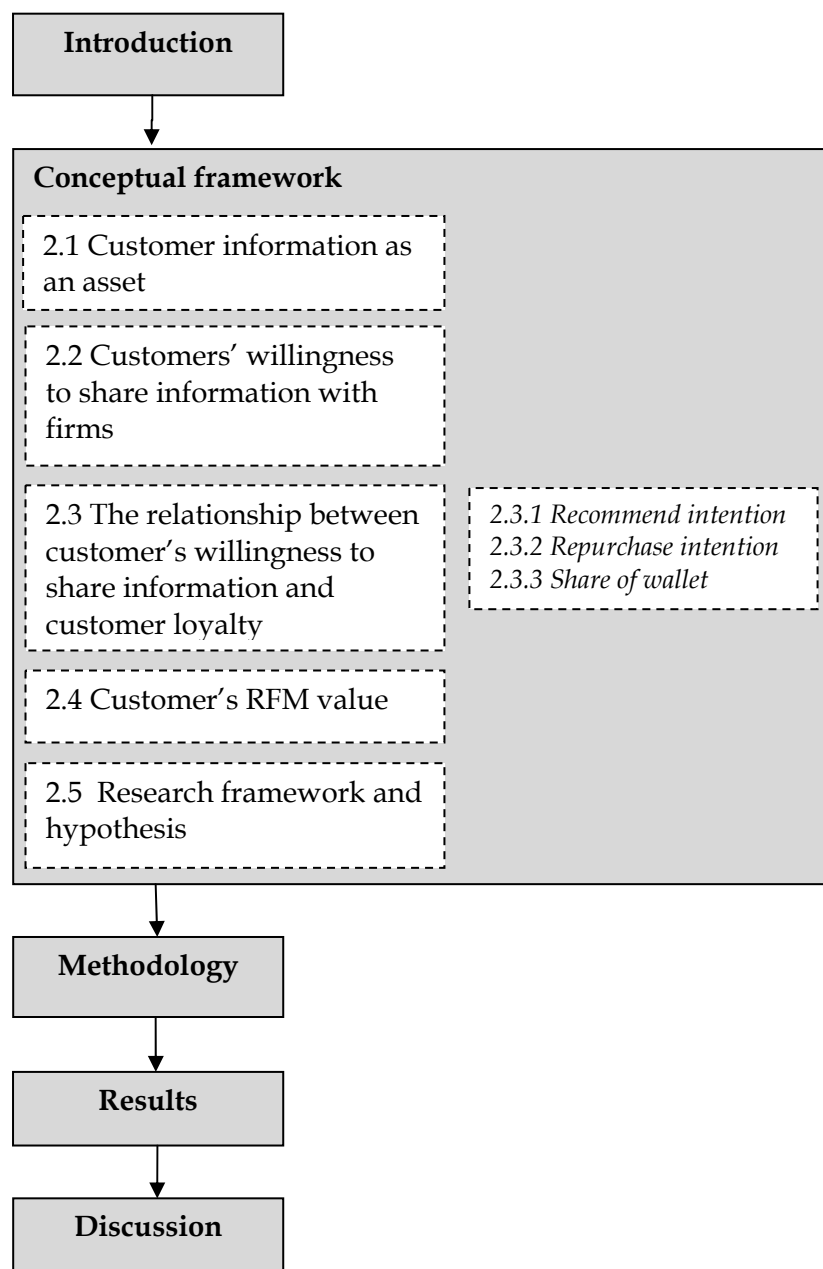 Introduction
Conceptual framework
2.1 Customer information as
an asset
2.2 Customers’ willingness
to share information with
firms
2.3 The relationship between
customer’s willingness to
share information and
customer loyalty
2.3.1 Recommend intention
2.3.2 Repurchase intention
2.3.3 Share of wallet
2.4 Customer’s RFM value
2.5  Research framework and
hypothesis
Methodology
Results
Discussion